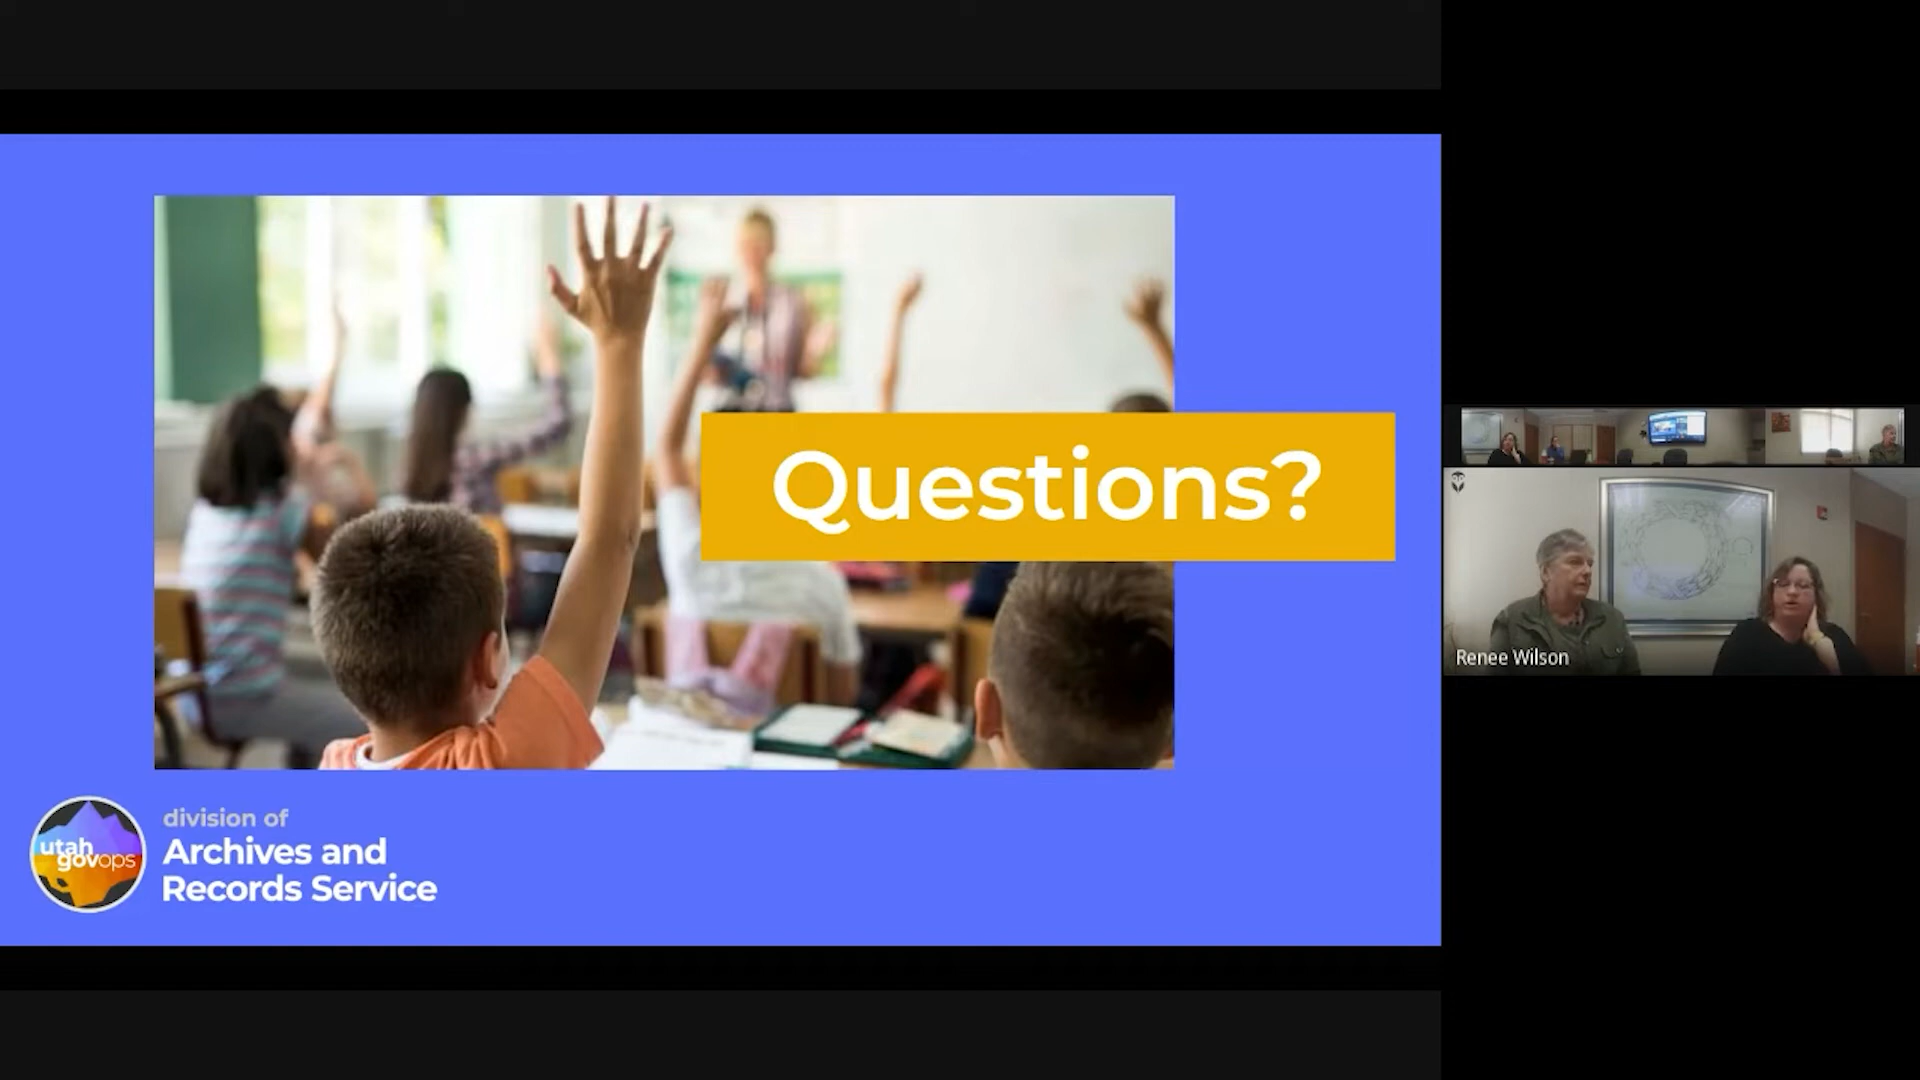 Questions?
utah
govops
division of
Archives and
Records Service
Renee Wilson